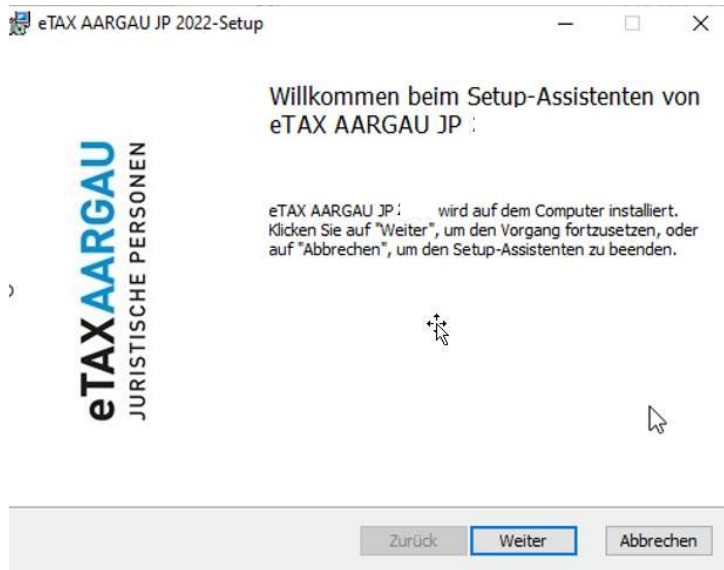 eTAX AARGAU JP 2022-Setup
Willkommen beim Setup-Assistenten von
eTAX AARGAU JP
eTAXAARGAU
JURISTISCHE PERSONEN
eTAX AARGAU JP wird auf dem Computer installiert.
Klicken Sie auf "Weiter", um den Vorgang fortzusetzen, oder
auf "Abbrechen", um den Setup-Assistenten zu beenden.
Zurück Weiter Abbrechen